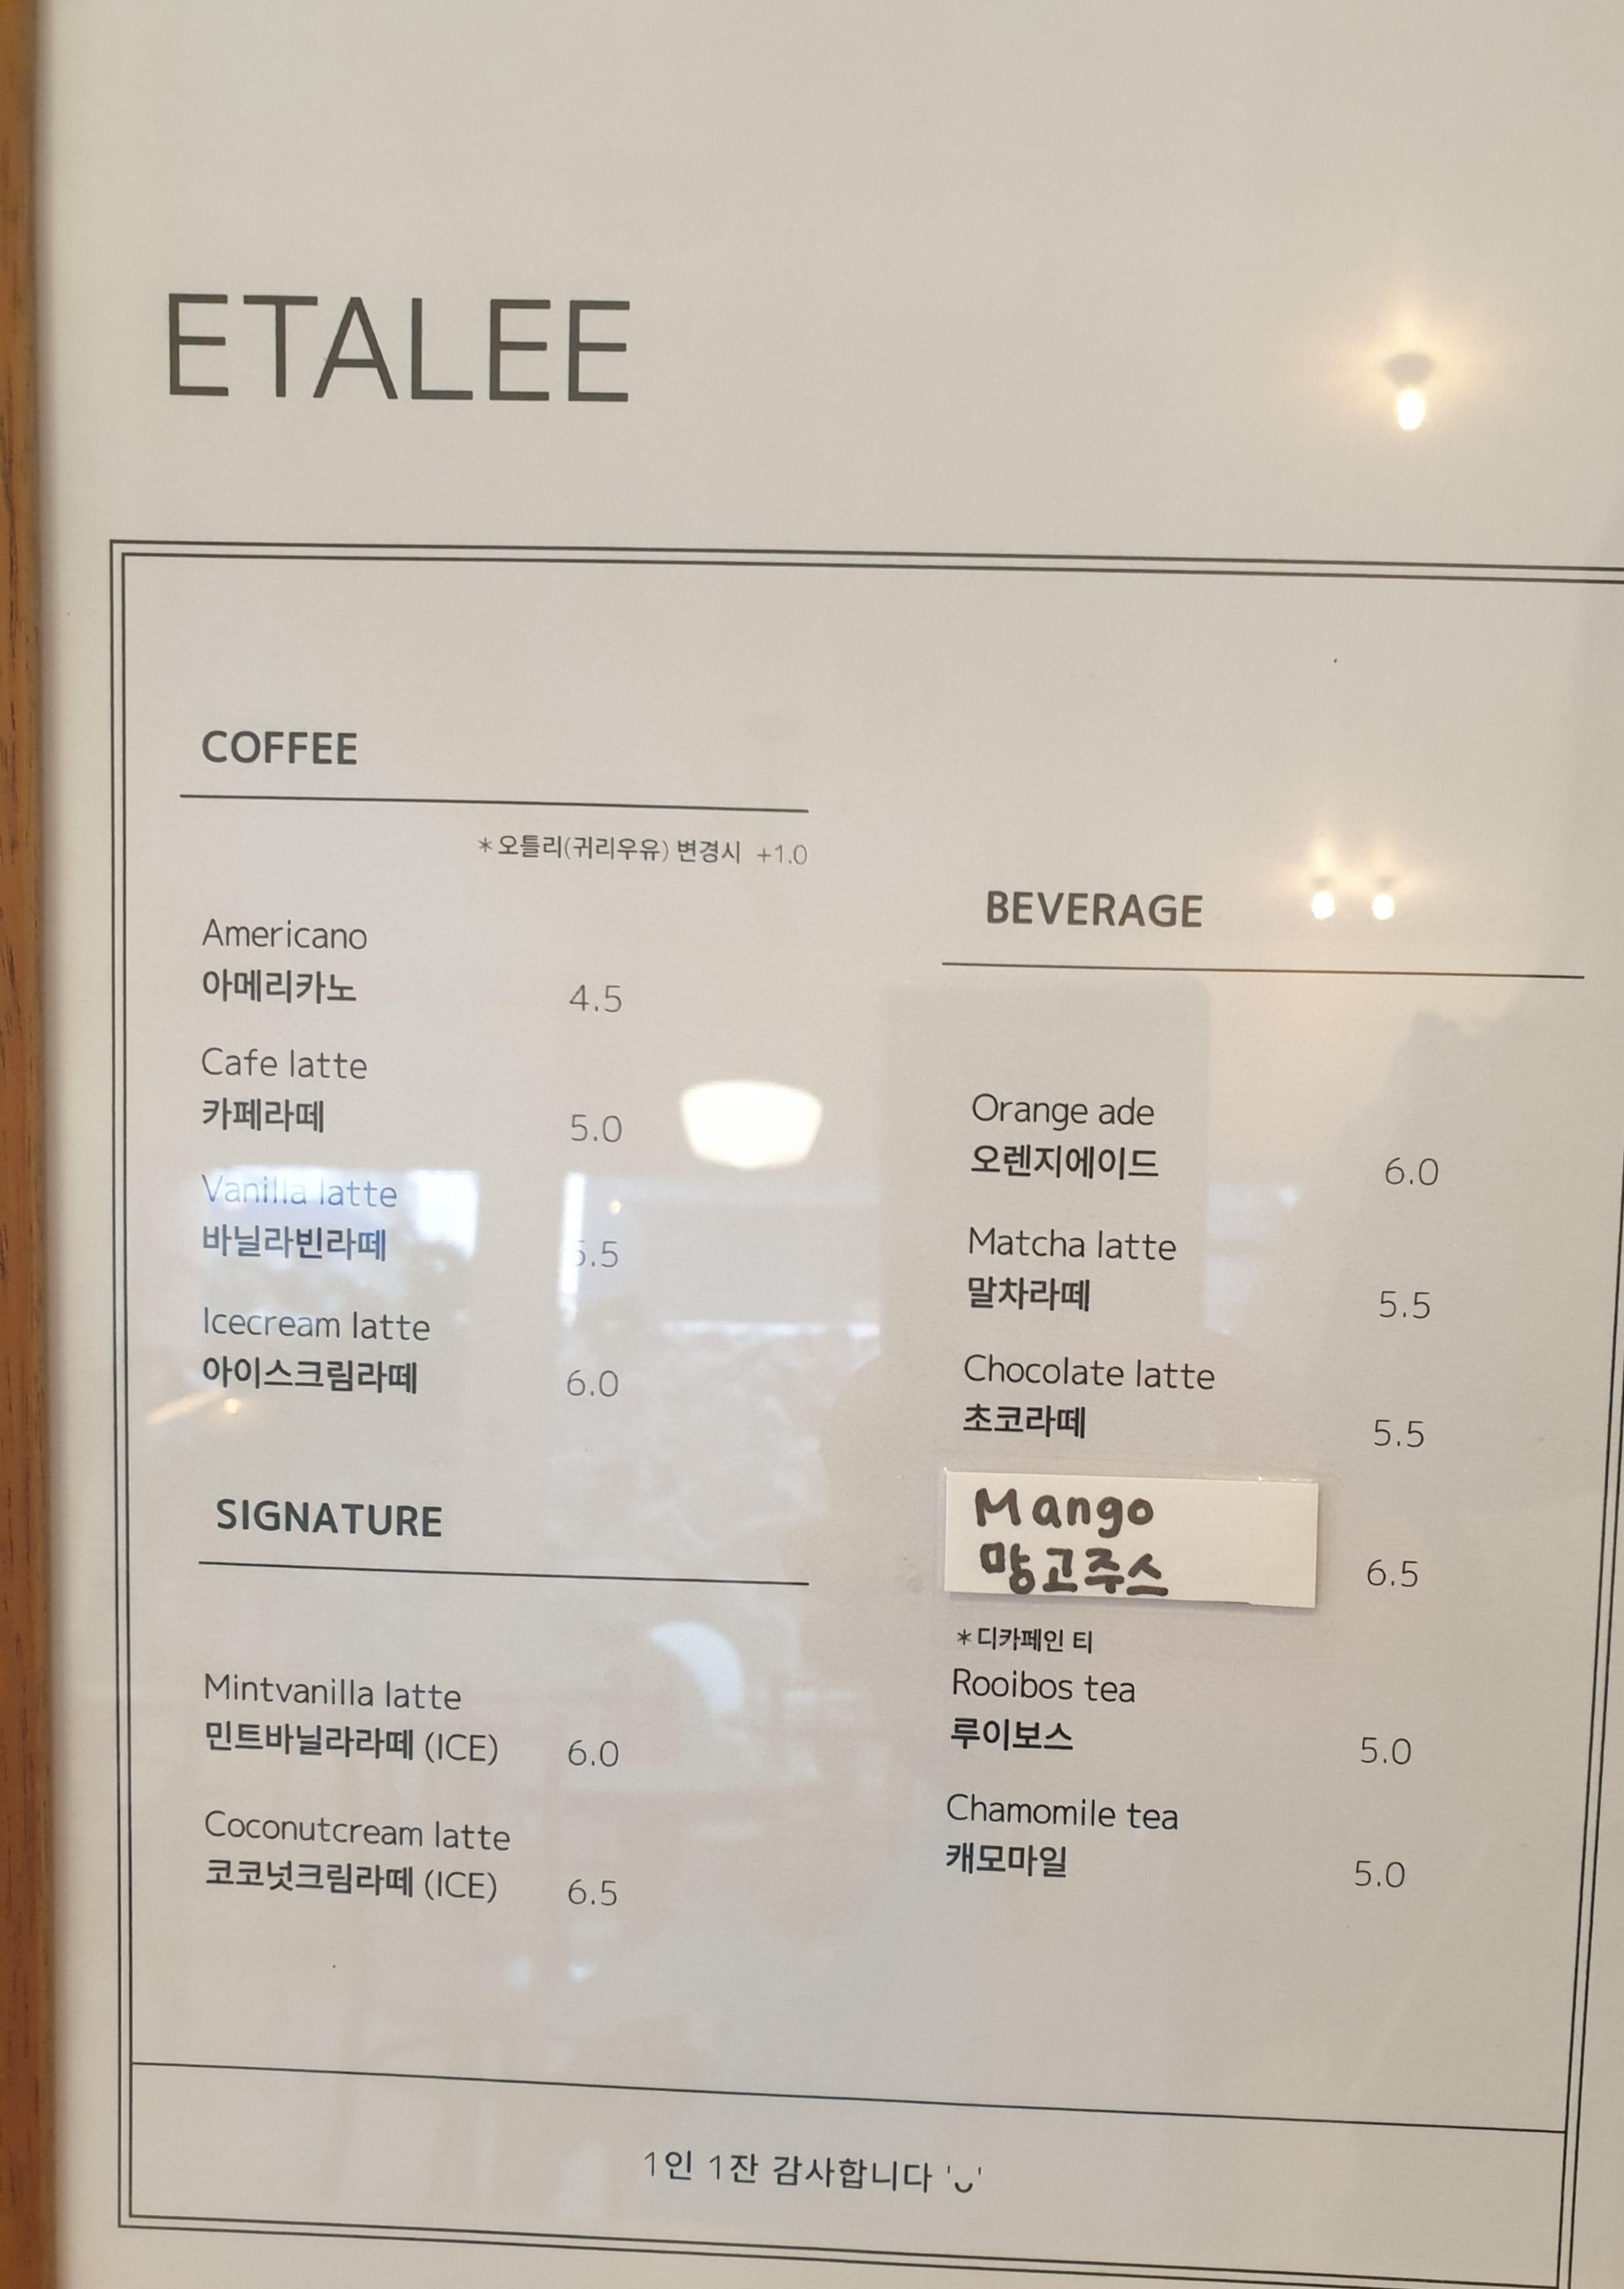 ETALEE
COFFEE
*오틀리(귀리우유) 변경시 +1.0
Americano
아메리카노 4.5
Cafe latte
카페라떼 5.0
Vanilla latte
바닐라빈라떼 5.5
Icecream latte
아이스크림라떼 6.0
SIGNATURE
Mintvanilla latte
민트바닐라라떼 (ICE) 6.0
Coconutcream latte
코코넛크림라떼 (ICE) 6.5
BEVERAGE
Orange ade
오렌지에이드 6.0
Matcha latte
말차라떼 5.5
Chocolate latte
초코라떼 5.5
Mango
망고주스 6.5
*디카페인 티
Rooibos tea
루이보스 5.0
Chamomile tea
캐모마일 5.0
1인 1잔 감사합니다 'ᴗ'